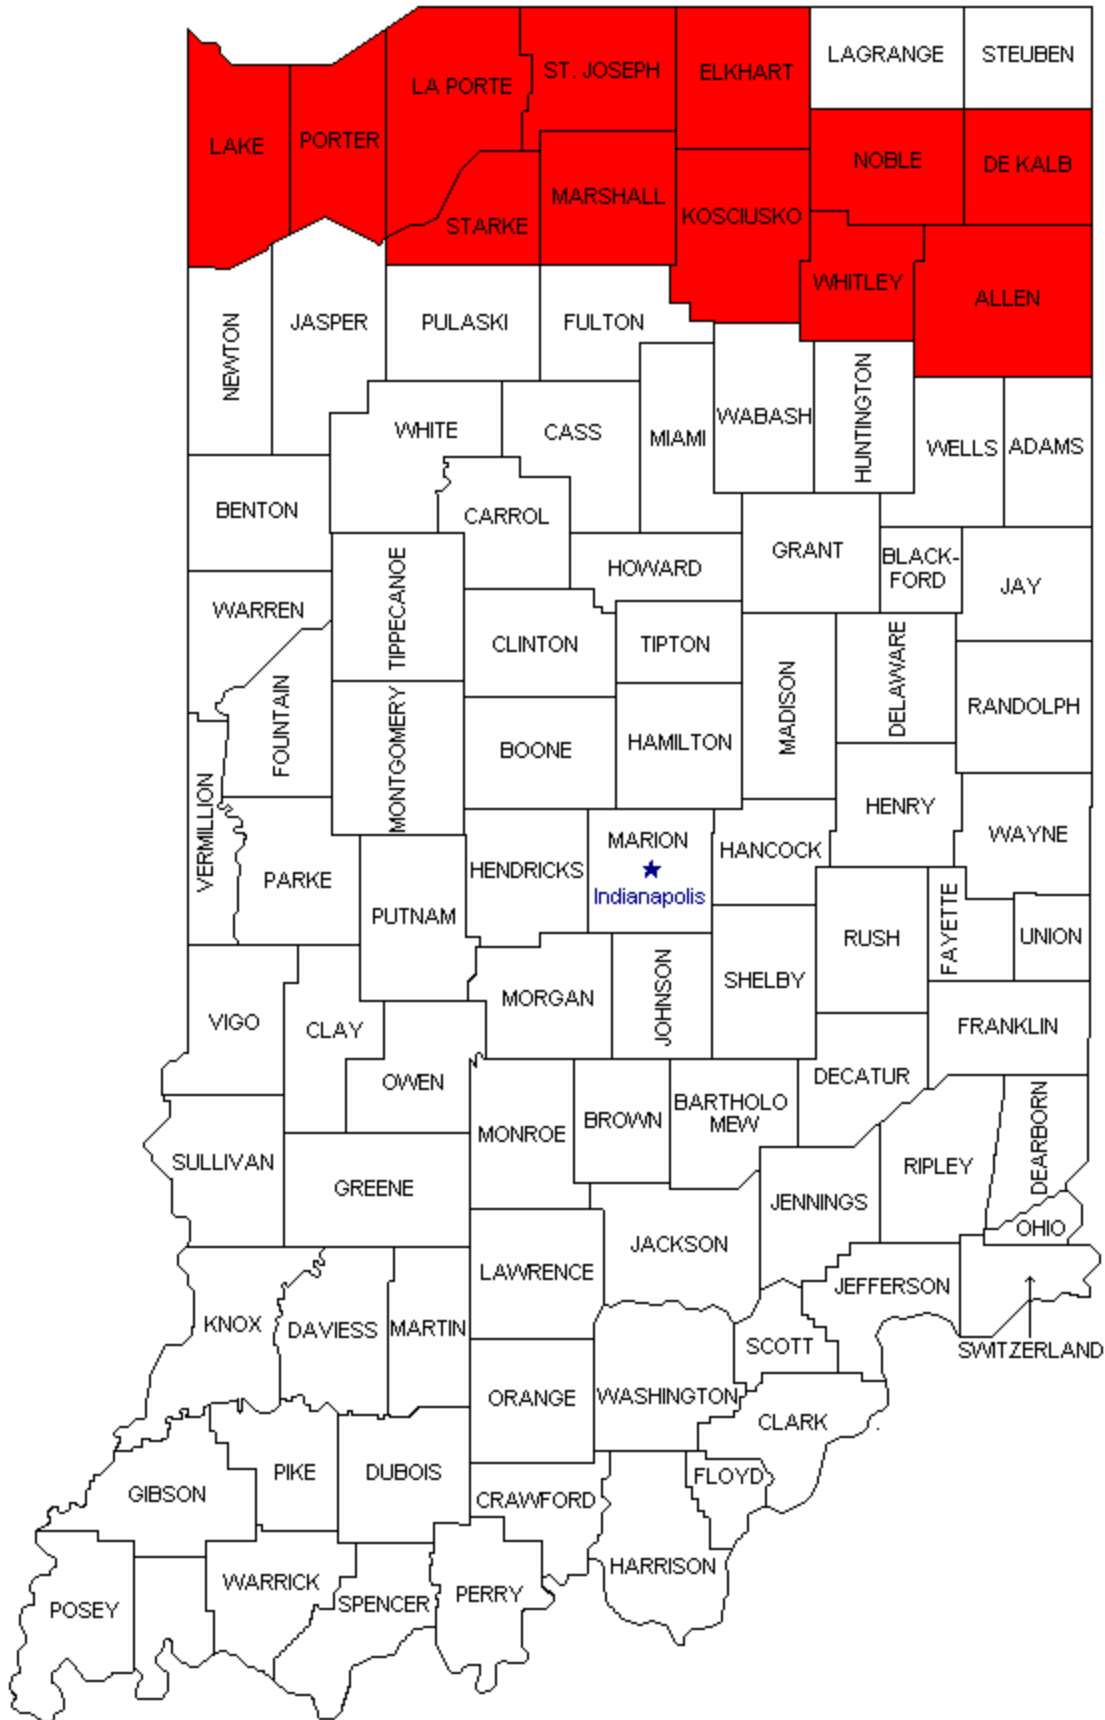 LAGRANGE
STEUBEN
ST. JOSEPH
ELKHART
LA PORTE
LAKE
PORTER
NOBLE
DE KALB
MARSHALL
KOSCIUSKO
STARKE
WHITLEY
ALLEN
NEWTON
JASPER
PULASKI
FULTON
WHITE
CASS
MIAMI
WABASH
HUNTINGTON
WELLS
ADAMS
BENTON
CARROL
HOWARD
GRANT
BLACK-
FORD
JAY
WARREN
TIPPECANOE
CLINTON
TIPTON
MADISON
DELAWARE
RANDOLPH
FOUNTAIN
MONTGOMERY
BOONE
HAMILTON
VERMILLION
HENRY
WAYNE
PARKE
PUTNAM
HENDRICKS
MARION
Indianapolis
HANCOCK
RUSH
FAYETTE
UNION
VIGO
CLAY
MORGAN
JOHNSON
SHELBY
FRANKLIN
OWEN
DECATUR
SULLIVAN
GREENE
MONROE
BROWN
BARTHOLO
MEW
RIPLEY
DEARBORN
JENNINGS
OHIO
JACKSON
LAWRENCE
JEFFERSON
KNOX
DAVIESS
MARTIN
SCOTT
SWITZERLAND
ORANGE
WASHINGTON
CLARK
GIBSON
PIKE
DUBOIS
CRAWFORD
FLOYD
HARRISON
POSEY
WARRICK
SPENCER
PERRY